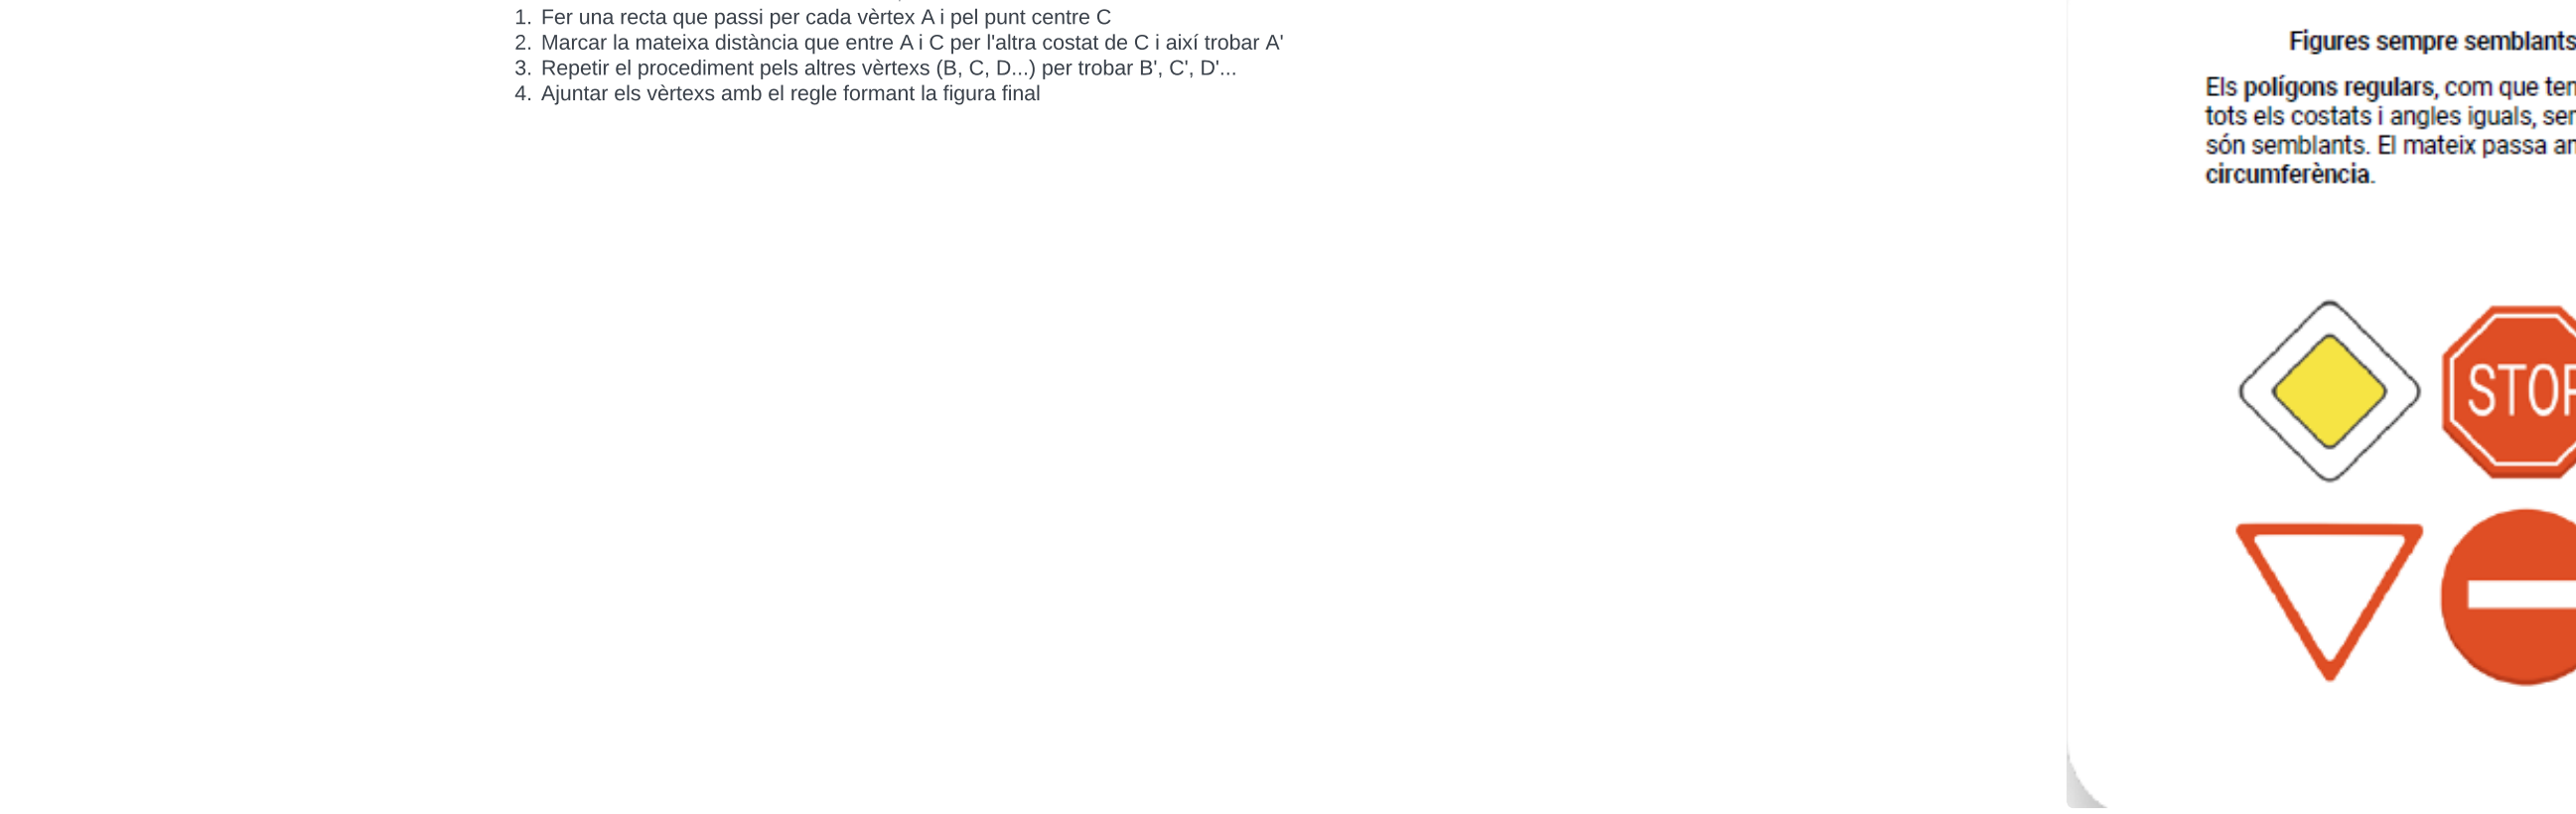 1. Fer una recta que passi per cada vèrtex A i pel punt centre C
2. Marcar la mateixa distància que entre A i C per l'altra costat de C i així trobar A'
3. Repetir el procediment pels altres vèrtexs (B, C, D...) per trobar B', C', D'...
4. Ajuntar els vèrtexs amb el regle formant la figura final
Figures sempre semblants
Els polígons regulars, com que ten
tots els costats i angles iguals, sem
són semblants. El mateix passa am
circumferència.
STOP